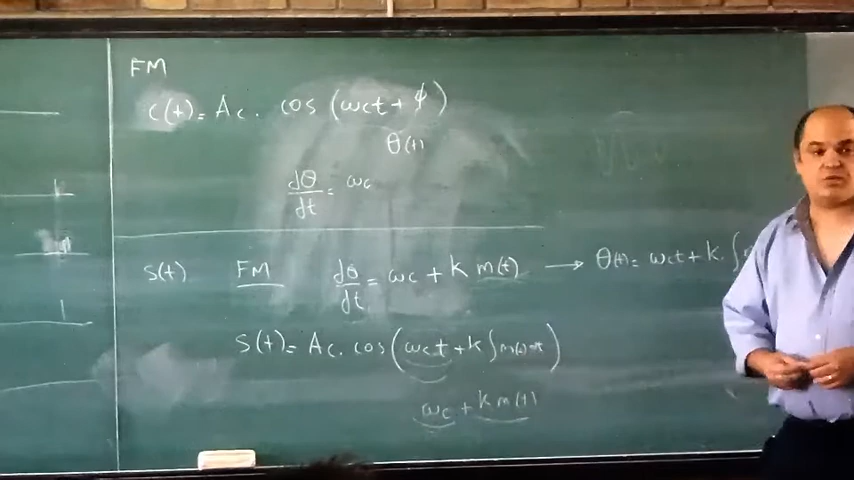 FM
c(t) = Ac . cos (ωct + ϕ)
θ(t)
dθ/dt = ωc
s(t) FM dθ/dt = ωc + k m(t) → θ(t) = ωct + k . ∫
s(t) = Ac . cos (ωct + k ∫ m(t) dt)
ωc + k m(t)